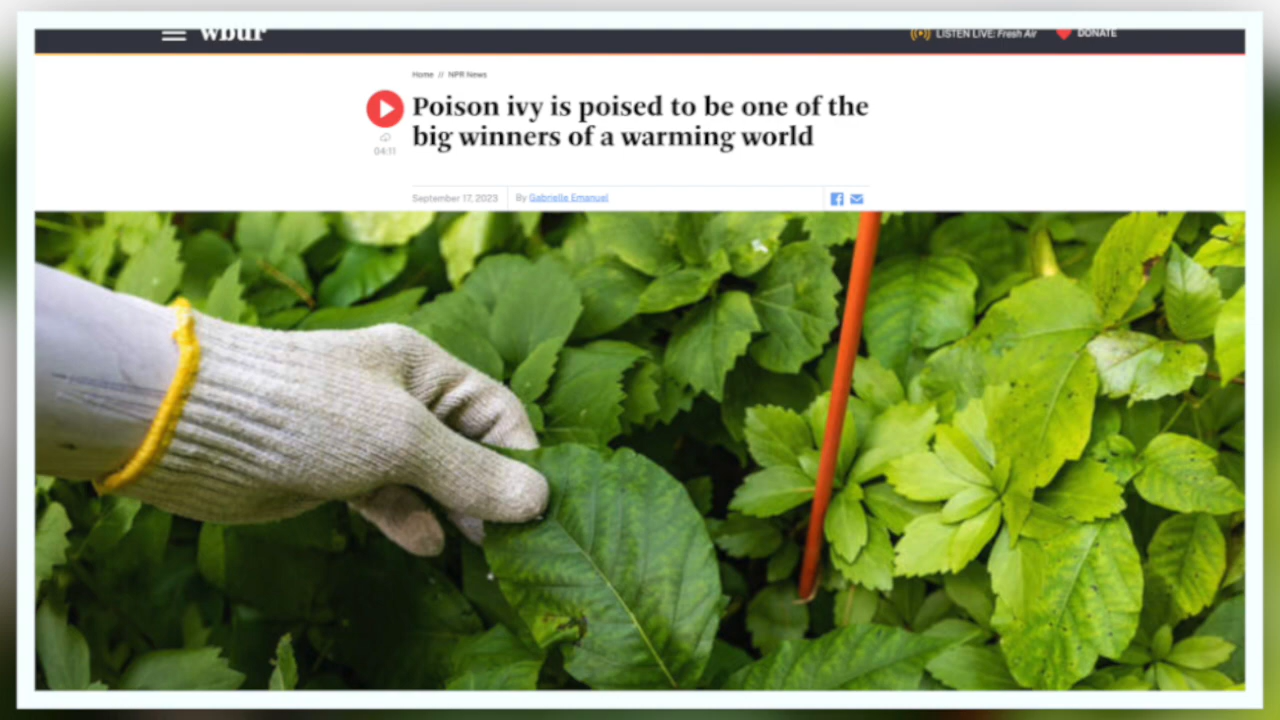 wbur
LISTEN LIVE: Fresh Air
DONATE
Home // NPR News
Poison ivy is poised to be one of the
big winners of a warming world
04:11
September 17, 2023
By Gabrielle Emanuel